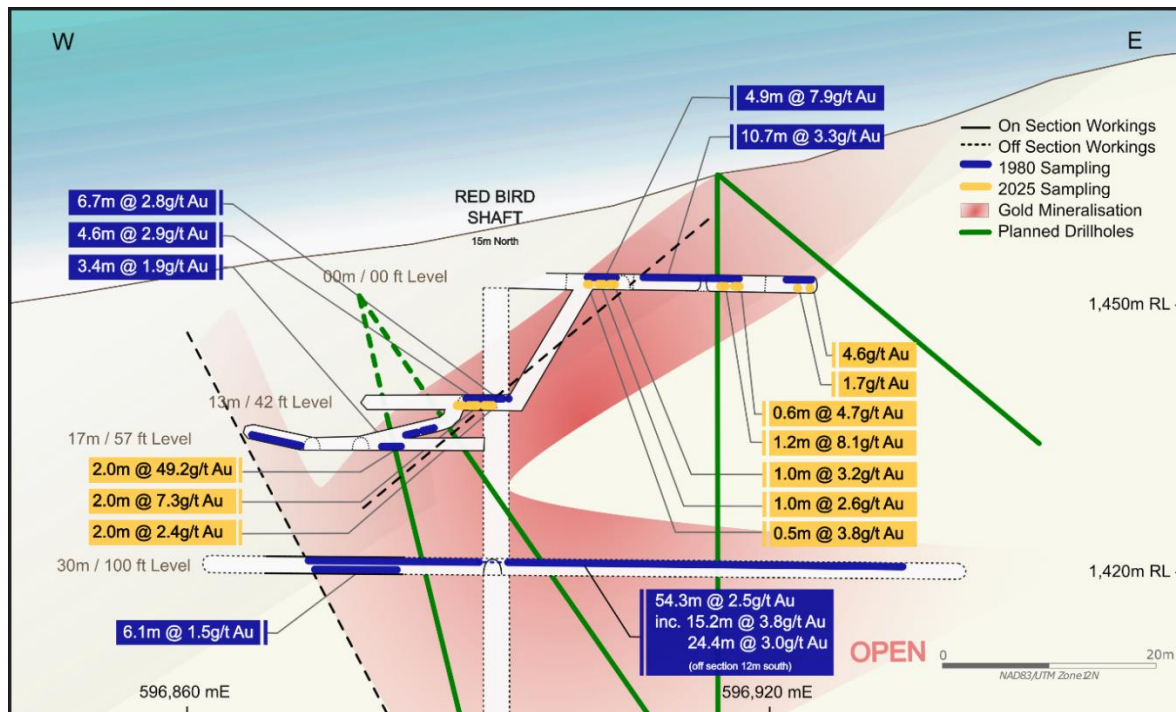 W
E
4.9m @ 7.9g/t Au
10.7m @ 3.3g/t Au
On Section Workings
Off Section Workings
1980 Sampling
2025 Sampling
Gold Mineralisation
Planned Drillholes
6.7m @ 2.8g/t Au
4.6m @ 2.9g/t Au
3.4m @ 1.9g/t Au
RED BIRD
SHAFT
15m North
00m / 00 ft Level
1,450m RL
4.6g/t Au
1.7g/t Au
0.6m @ 4.7g/t Au
1.2m @ 8.1g/t Au
1.0m @ 3.2g/t Au
1.0m @ 2.6g/t Au
0.5m @ 3.8g/t Au
13m / 42 ft Level
17m / 57 ft Level
2.0m @ 49.2g/t Au
2.0m @ 7.3g/t Au
2.0m @ 2.4g/t Au
30m / 100 ft Level
1,420m RL
6.1m @ 1.5g/t Au
54.3m @ 2.5g/t Au
inc. 15.2m @ 3.8g/t Au
24.4m @ 3.0g/t Au
(off section 12m south)
OPEN
0
20m
NAD83/UTM Zone12N
596,860 mE
596,920 mE